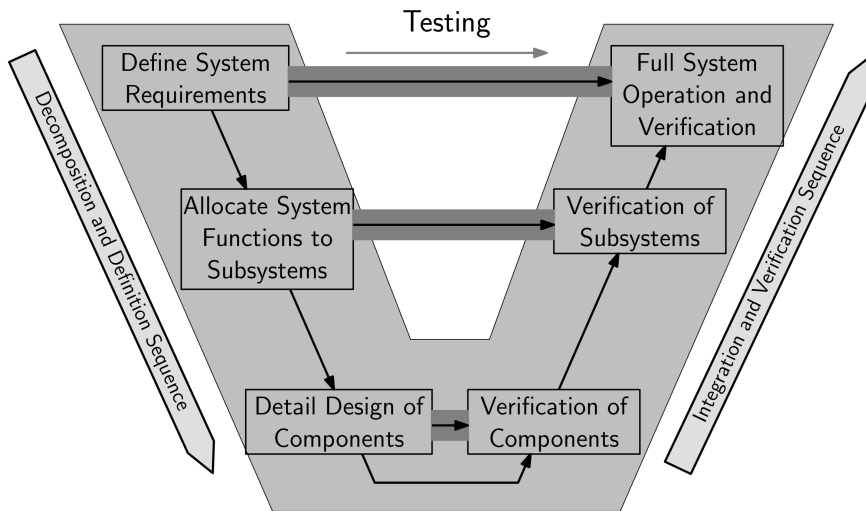 Testing
Define System
Requirements
Full System
Operation and
Verification
Allocate System
Functions to
Subsystems
Verification of
Subsystems
Detail Design of
Components
Verification of
Components
Decomposition and Definition Sequence
Integration and Verification Sequence